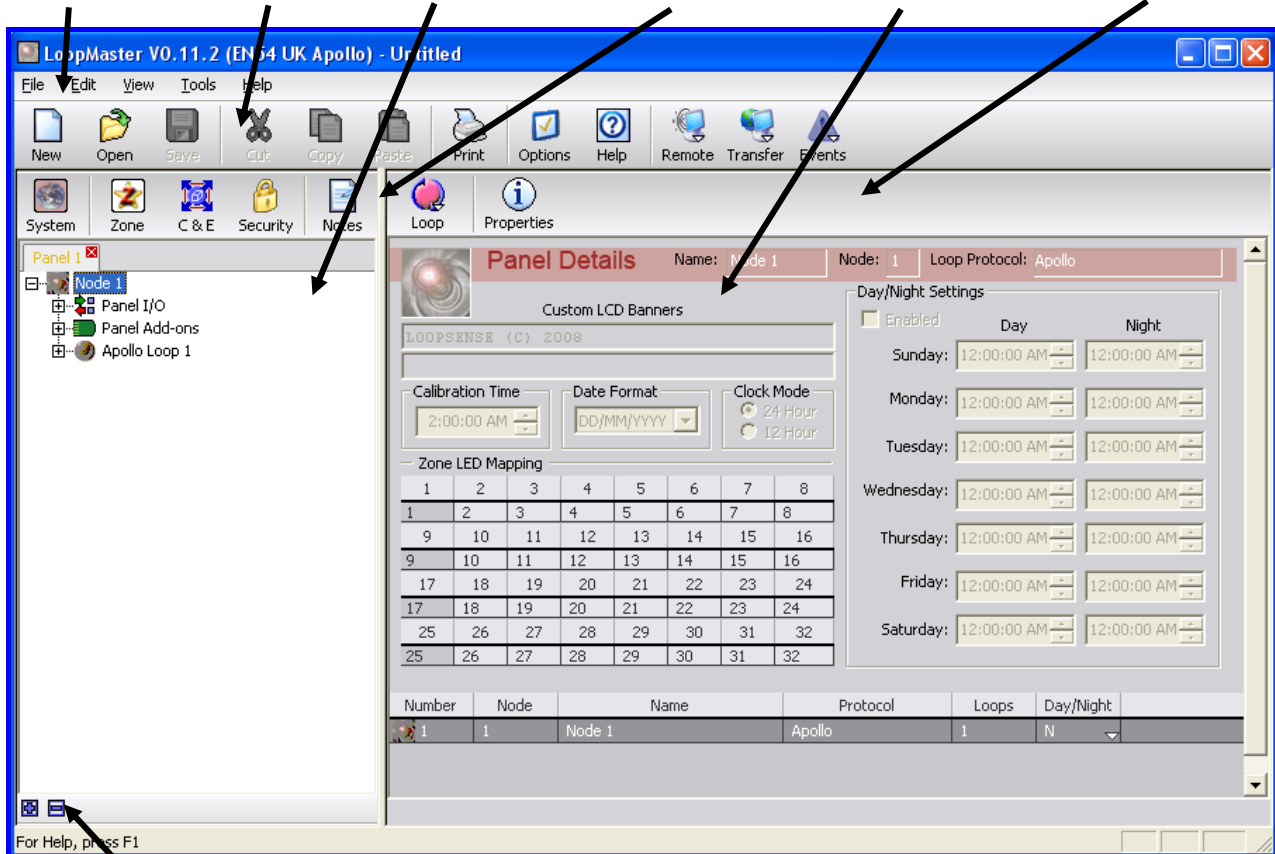 LoopMaster V0.11.2 (EN54 UK Apollo) - Untitled
File Edit View Tools Help
New Open Save Cut Copy Paste Print Options Help Remote Transfer Events
System Zone C & E Security Notes Loop Properties
Panel 1
Node 1
Panel I/O
Panel Add-ons
Apollo Loop 1
Panel Details Name: Node 1 Node: 1 Loop Protocol: Apollo
Custom LCD Banners
LOOPSENSE (C) 2008
Calibration Time Date Format Clock Mode
2:00:00 AM DD/MM/YYYY 24 Hour
12 Hour
Zone LED Mapping
1 2 3 4 5 6 7 8
1 2 3 4 5 6 7 8
9 10 11 12 13 14 15 16
9 10 11 12 13 14 15 16
17 18 19 20 21 22 23 24
17 18 19 20 21 22 23 24
25 26 27 28 29 30 31 32
25 26 27 28 29 30 31 32
Day/Night Settings
Enabled Day Night
Sunday: 12:00:00 AM 12:00:00 AM
Monday: 12:00:00 AM 12:00:00 AM
Tuesday: 12:00:00 AM 12:00:00 AM
Wednesday: 12:00:00 AM 12:00:00 AM
Thursday: 12:00:00 AM 12:00:00 AM
Friday: 12:00:00 AM 12:00:00 AM
Saturday: 12:00:00 AM 12:00:00 AM
Number Node Name Protocol Loops Day/Night
1 1 Node 1 Apollo 1 N
For Help, press F1